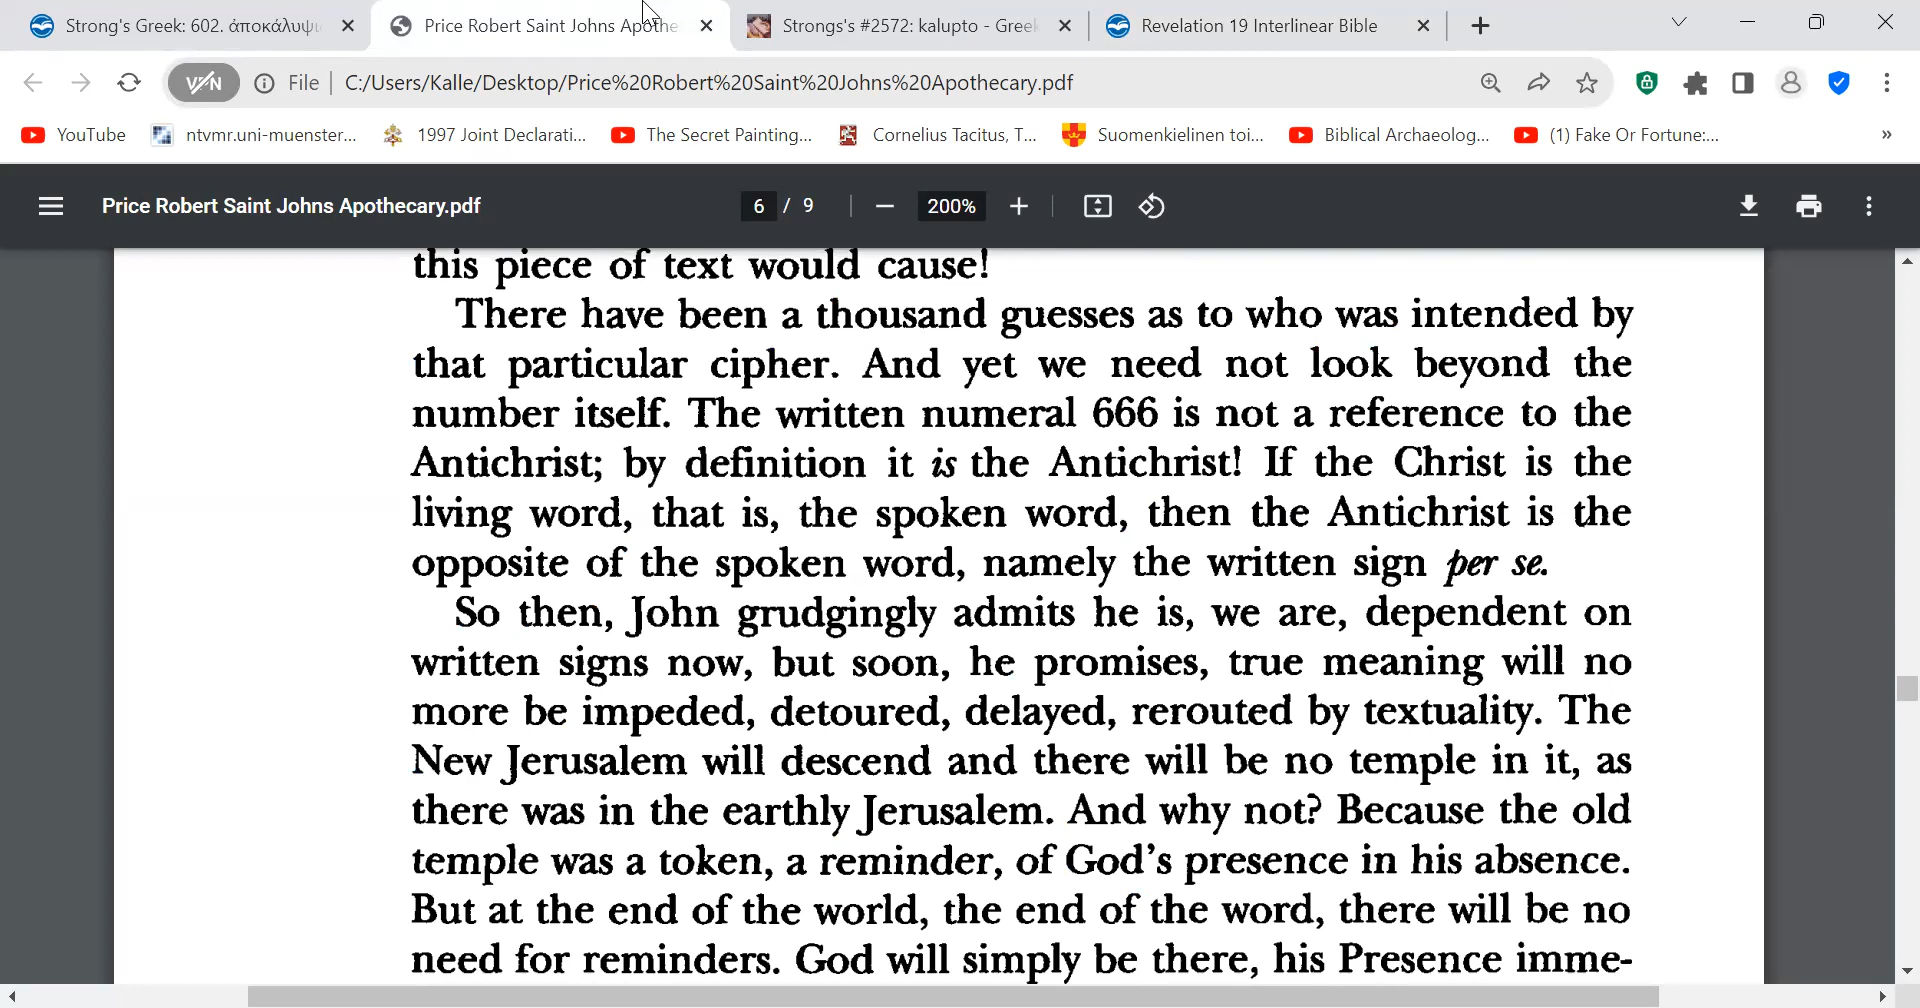 Strong's Greek: 602. ἀποκάλυψι
Price Robert Saint Johns Apothe
Strongs's #2572: kalupto - Greek
Revelation 19 Interlinear Bible
VPN
File
C:/Users/Kalle/Desktop/Price%20Robert%20Saint%20Johns%20Apothecary.pdf
YouTube
ntvmr.uni-muenster...
1997 Joint Declarati...
The Secret Painting...
Cornelius Tacitus, T...
Suomenkielinen toi...
Biblical Archaeolog...
(1) Fake Or Fortune:...
»
Price Robert Saint Johns Apothecary.pdf
6 / 9
200%
this piece of text would cause!
There have been a thousand guesses as to who was intended by
that particular cipher. And yet we need not look beyond the
number itself. The written numeral 666 is not a reference to the
Antichrist; by definition it is the Antichrist! If the Christ is the
living word, that is, the spoken word, then the Antichrist is the
opposite of the spoken word, namely the written sign per se.
So then, John grudgingly admits he is, we are, dependent on
written signs now, but soon, he promises, true meaning will no
more be impeded, detoured, delayed, rerouted by textuality. The
New Jerusalem will descend and there will be no temple in it, as
there was in the earthly Jerusalem. And why not? Because the old
temple was a token, a reminder, of God's presence in his absence.
But at the end of the world, the end of the word, there will be no
need for reminders. God will simply be there, his Presence imme-